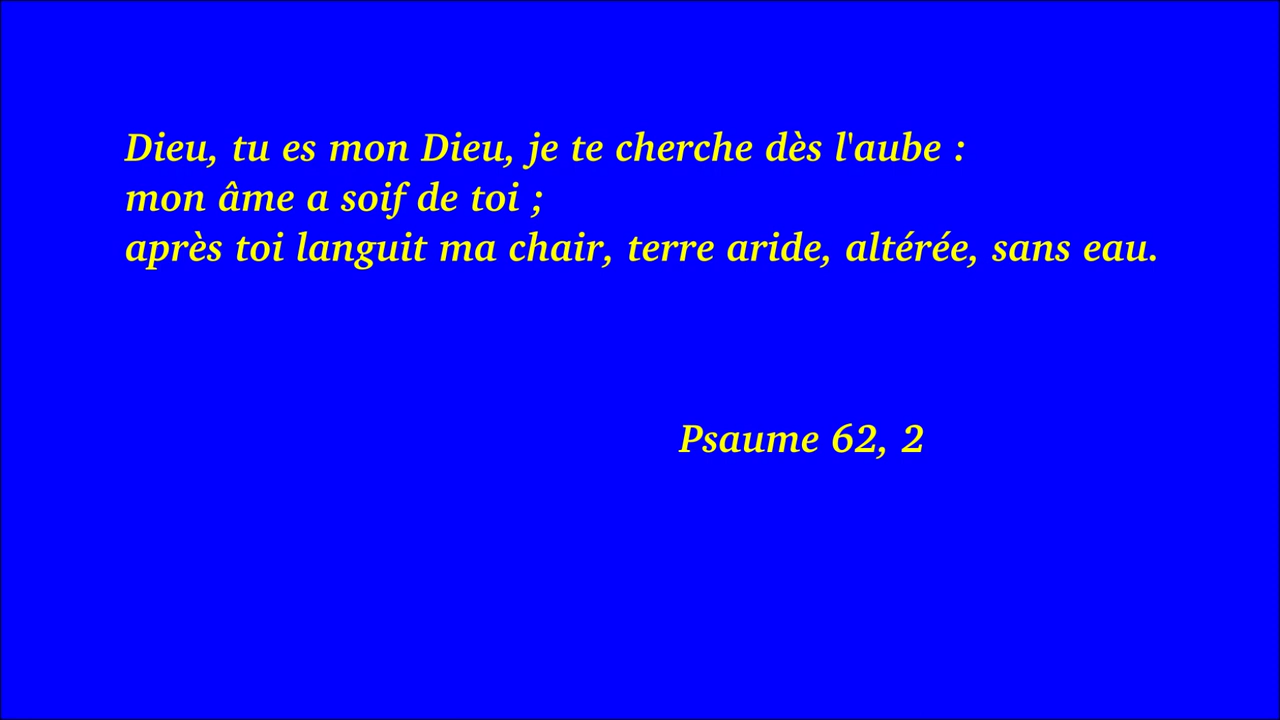 Dieu, tu es mon Dieu, je te cherche dès l'aube :
mon âme a soif de toi ;
après toi languit ma chair, terre aride, altérée, sans eau.
Psaume 62, 2